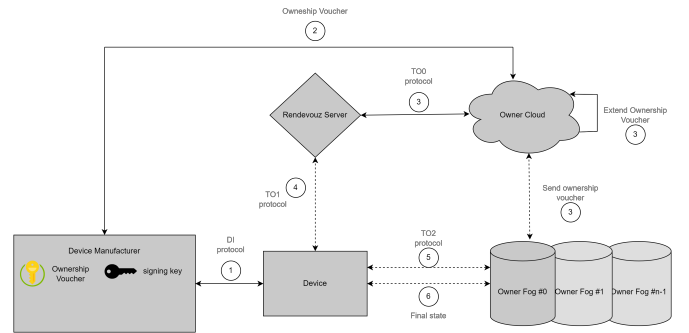 Owneship Voucher
2
TO0
protocol
3
Rendevouz Server
Owner Cloud
Extend Ownership
Voucher
3
TO1
protocol
4
Send ownership
voucher
3
Device Manufacturer
Ownership
Voucher
signing key
DI
protocol
1
Device
TO2
protocol
5
6
Final state
Owner Fog #0
Owner Fog #1
Owner Fog #n-1